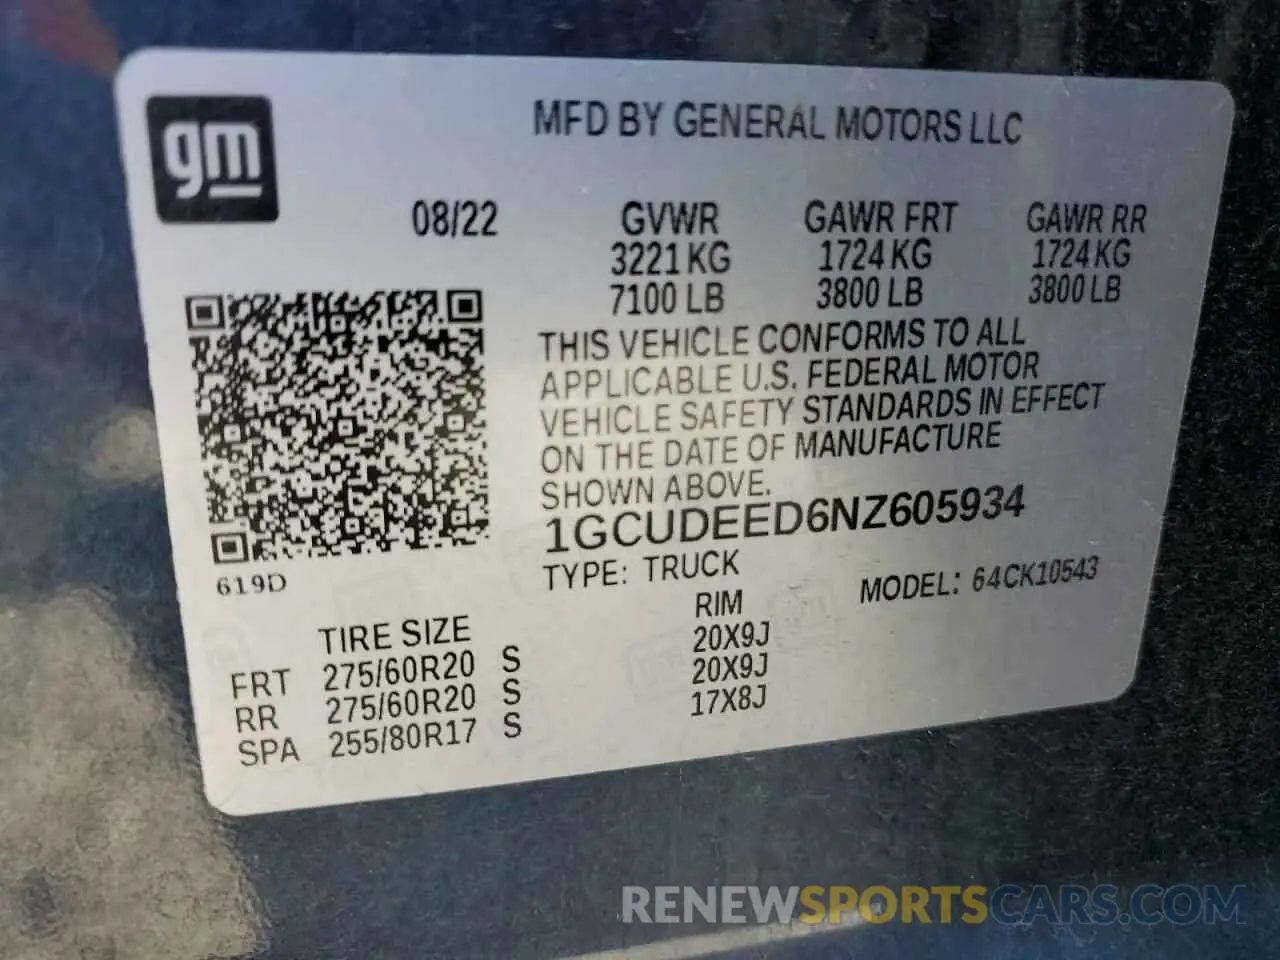 gm
MFD BY GENERAL MOTORS LLC
08/22 GVWR GAWR FRT GAWR RR
3221 KG 1724 KG 1724 KG
7100 LB 3800 LB 3800 LB
THIS VEHICLE CONFORMS TO ALL
APPLICABLE U.S. FEDERAL MOTOR
VEHICLE SAFETY STANDARDS IN EFFECT
ON THE DATE OF MANUFACTURE
SHOWN ABOVE.
1GCUDEED6NZ605934
619D
TYPE: TRUCK MODEL: 64CK10543
TIRE SIZE RIM
FRT 275/60R20 S 20X9J
RR 275/60R20 S 20X9J
SPA 255/80R17 S 17X8J
RENEWSPORTSCARS.COM